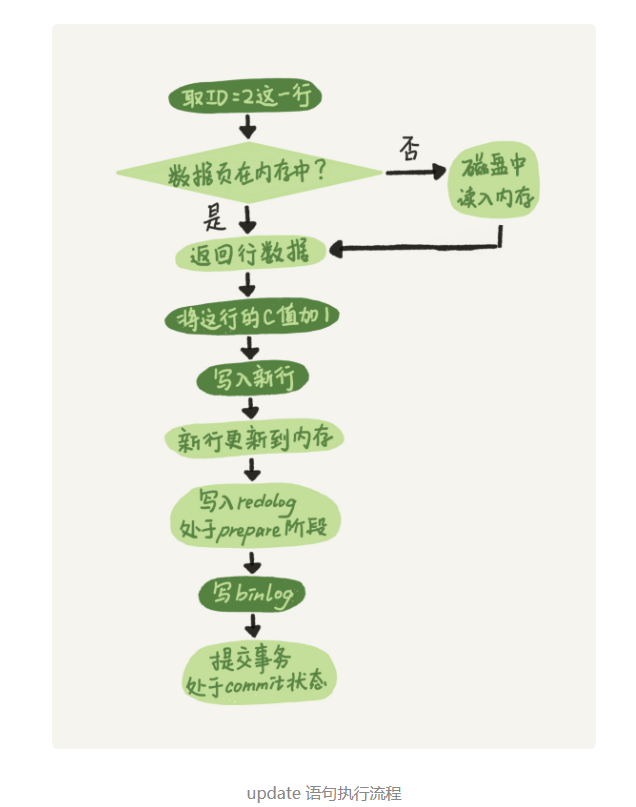 取ID=2这一行
数据页在内存中?
否
磁盘中
读入内存
是
返回行数据
将这行的C值加1
写入新行
新行更新到内存
写入redolog
处于prepare阶段
写binlog
提交事务
处于commit状态
update 语句执行流程